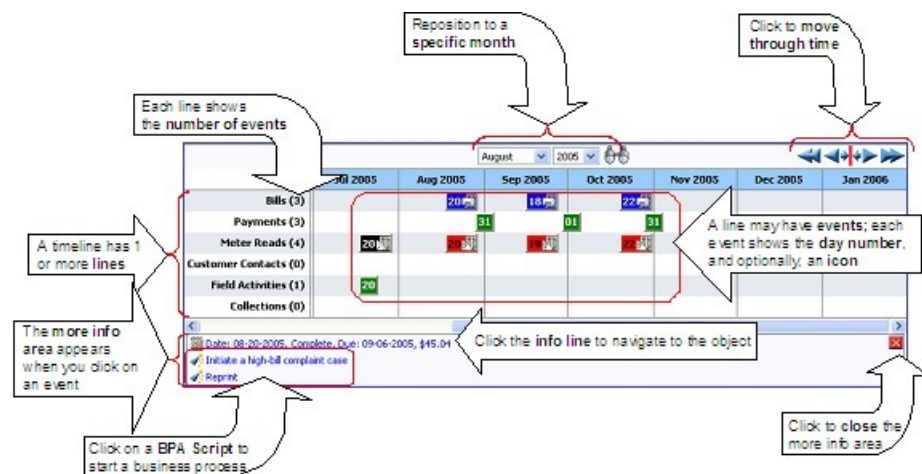 Reposition to a
specific month
Click to move
through time
Each line shows
the number of events
August
2005
Jul 2005
Aug 2005
Sep 2005
Oct 2005
Nov 2005
Dec 2005
Jan 2006
Bills (3)
20
18
22
Payments (3)
31
01
31
Meter Reads (4)
20
20
18
22
Customer Contacts (0)
Field Activities (1)
20
Collections (0)
A timeline has 1
or more lines
A line may have events; each
event shows the day number,
and optionally, an icon
The more info
area appears
when you click on
an event
Date: 08-20-2005, Complete, Due: 09-06-2005, $45.04
Click the info line to navigate to the object
Initiate a high-bill complaint case
Reprint
Click on a BPA Script to
start a business process
Click to close the
more info area